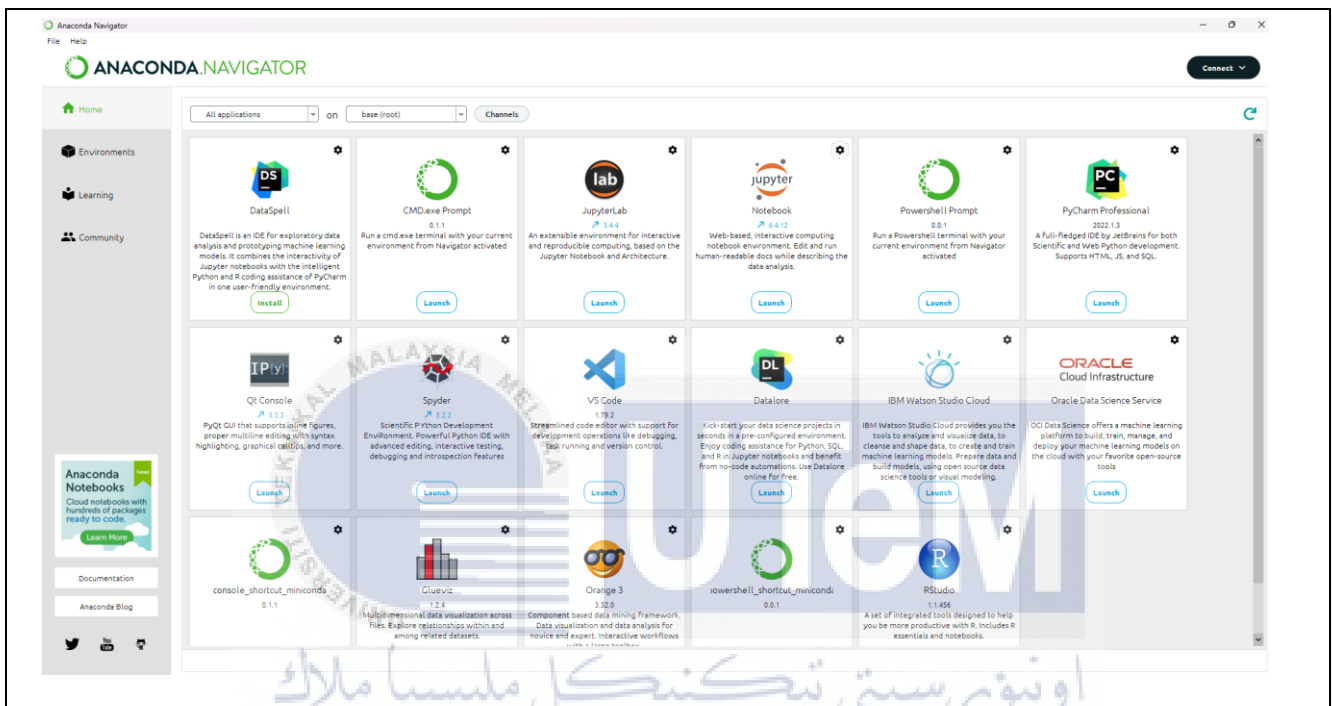 Anaconda Navigator
File Help
ANACONDA.NAVIGATOR
Connect
Home
All applications
on
base (root)
Channels
Environments
Learning
Community
DS
DataSpell
DataSpell is an IDE for exploratory data
analysis and prototyping machine learning
models. It combines the interactivity of
Jupyter notebooks with the intelligent
Python and R coding assistance of PyCharm
in one user-friendly environment.
Install
CMD.exe Prompt
0.1.1
Run a cmd.exe terminal with your current
environment from Navigator activated
Launch
lab
JupyterLab
3.4.4
An extensible environment for interactive
and reproducible computing, based on the
Jupyter Notebook and Architecture.
Launch
jupyter
Notebook
6.4.12
Web-based, interactive computing
notebook environment. Edit and run
human-readable docs while describing the
data analysis.
Launch
Powershell Prompt
0.0.1
Run a Powershell terminal with your
current environment from Navigator
activated
Launch
PC
PyCharm Professional
2022.1.3
A full-fledged IDE by JetBrains for both
Scientific and Web Python development.
Supports HTML, JS, and SQL.
Launch
IP[y]:
Qt Console
5.2.2
PyQt GUI that supports inline figures,
proper multiline editing with syntax
highlighting, graphical calltips, and more.
Launch
Spyder
5.2.2
Scientific PYthon Development
EnviRonment. Powerful Python IDE with
advanced editing, interactive testing,
debugging and introspection features
Launch
VS Code
1.79.2
Streamlined code editor with support for
development operations like debugging,
task running and version control.
Launch
DL
Datalore
Kick-start your data science projects in
seconds in a pre-configured environment.
Enjoy coding assistance for Python, SQL,
and R in Jupyter notebooks and benefit
from no-code automations. Use Datalore
online for free.
Launch
IBM Watson Studio Cloud
IBM Watson Studio Cloud provides you the
tools to analyze and visualize data, to
cleanse and shape data, to create and train
machine learning models. Prepare data and
build models, using open source data
science tools or visual modeling.
Launch
ORACLE
Cloud Infrastructure
Oracle Data Science Service
OCI Data Science offers a machine learning
platform to build, train, manage, and
deploy your machine learning models on
the cloud with your favorite open-source
tools
Launch
console_shortcut_miniconda
0.1.1
Glueviz
1.2.4
Multidimensional data visualization across
files. Explore relationships within and
among related datasets.
Orange 3
3.32.0
Component based data mining framework.
Data visualization and data analysis for
novice and expert. Interactive workflows
with a large toolbox.
powershell_shortcut_miniconda
0.0.1
R
RStudio
1.1.456
A set of integrated tools designed to help
you be more productive with R. Includes R
essentials and notebooks.
Anaconda
Notebooks
Cloud notebooks with
hundreds of packages
ready to code.
Learn More
Documentation
Anaconda Blog
You
Tube
UNIVERSITI TEKNIKAL MALAYSIA MELAKA
UTeM
اونيۏرسيتي تيكنيكل مليسيا ملاك